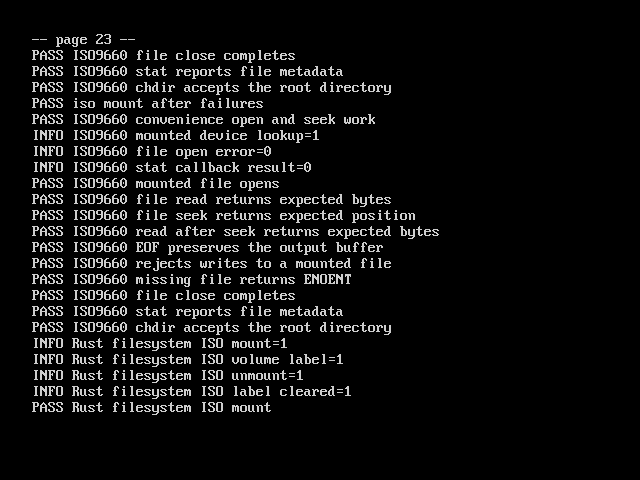 -- page 23 --
PASS ISO9660 file close completes
PASS ISO9660 stat reports file metadata
PASS ISO9660 chdir accepts the root directory
PASS iso mount after failures
PASS ISO9660 convenience open and seek work
INFO ISO9660 mounted device lookup=1
INFO ISO9660 file open error=0
INFO ISO9660 stat callback result=0
PASS ISO9660 mounted file opens
PASS ISO9660 file read returns expected bytes
PASS ISO9660 file seek returns expected position
PASS ISO9660 read after seek returns expected bytes
PASS ISO9660 EOF preserves the output buffer
PASS ISO9660 rejects writes to a mounted file
PASS ISO9660 missing file returns ENOENT
PASS ISO9660 file close completes
PASS ISO9660 stat reports file metadata
PASS ISO9660 chdir accepts the root directory
INFO Rust filesystem ISO mount=1
INFO Rust filesystem ISO volume label=1
INFO Rust filesystem ISO unmount=1
INFO Rust filesystem ISO label cleared=1
PASS Rust filesystem ISO mount